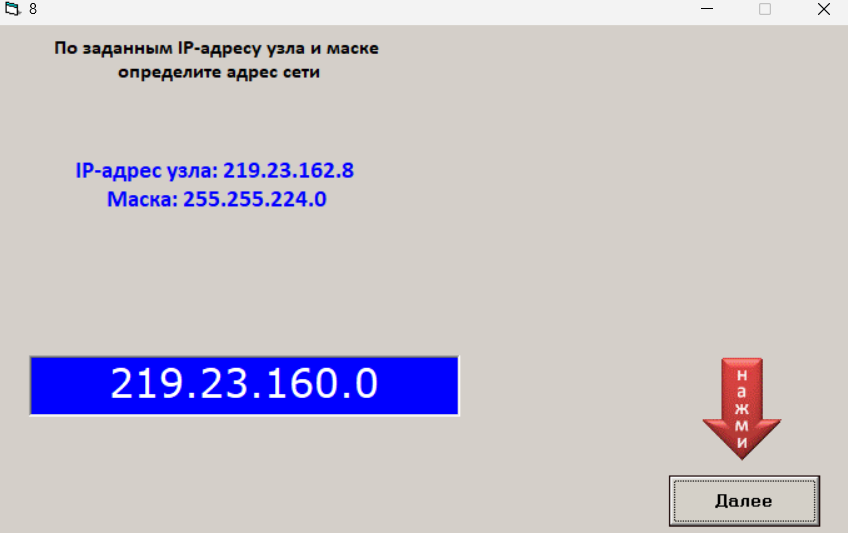 8
По заданным IP-адресу узла и маске
определите адрес сети
IP-адрес узла: 219.23.162.8
Маска: 255.255.224.0
219.23.160.0
нажми
Далее